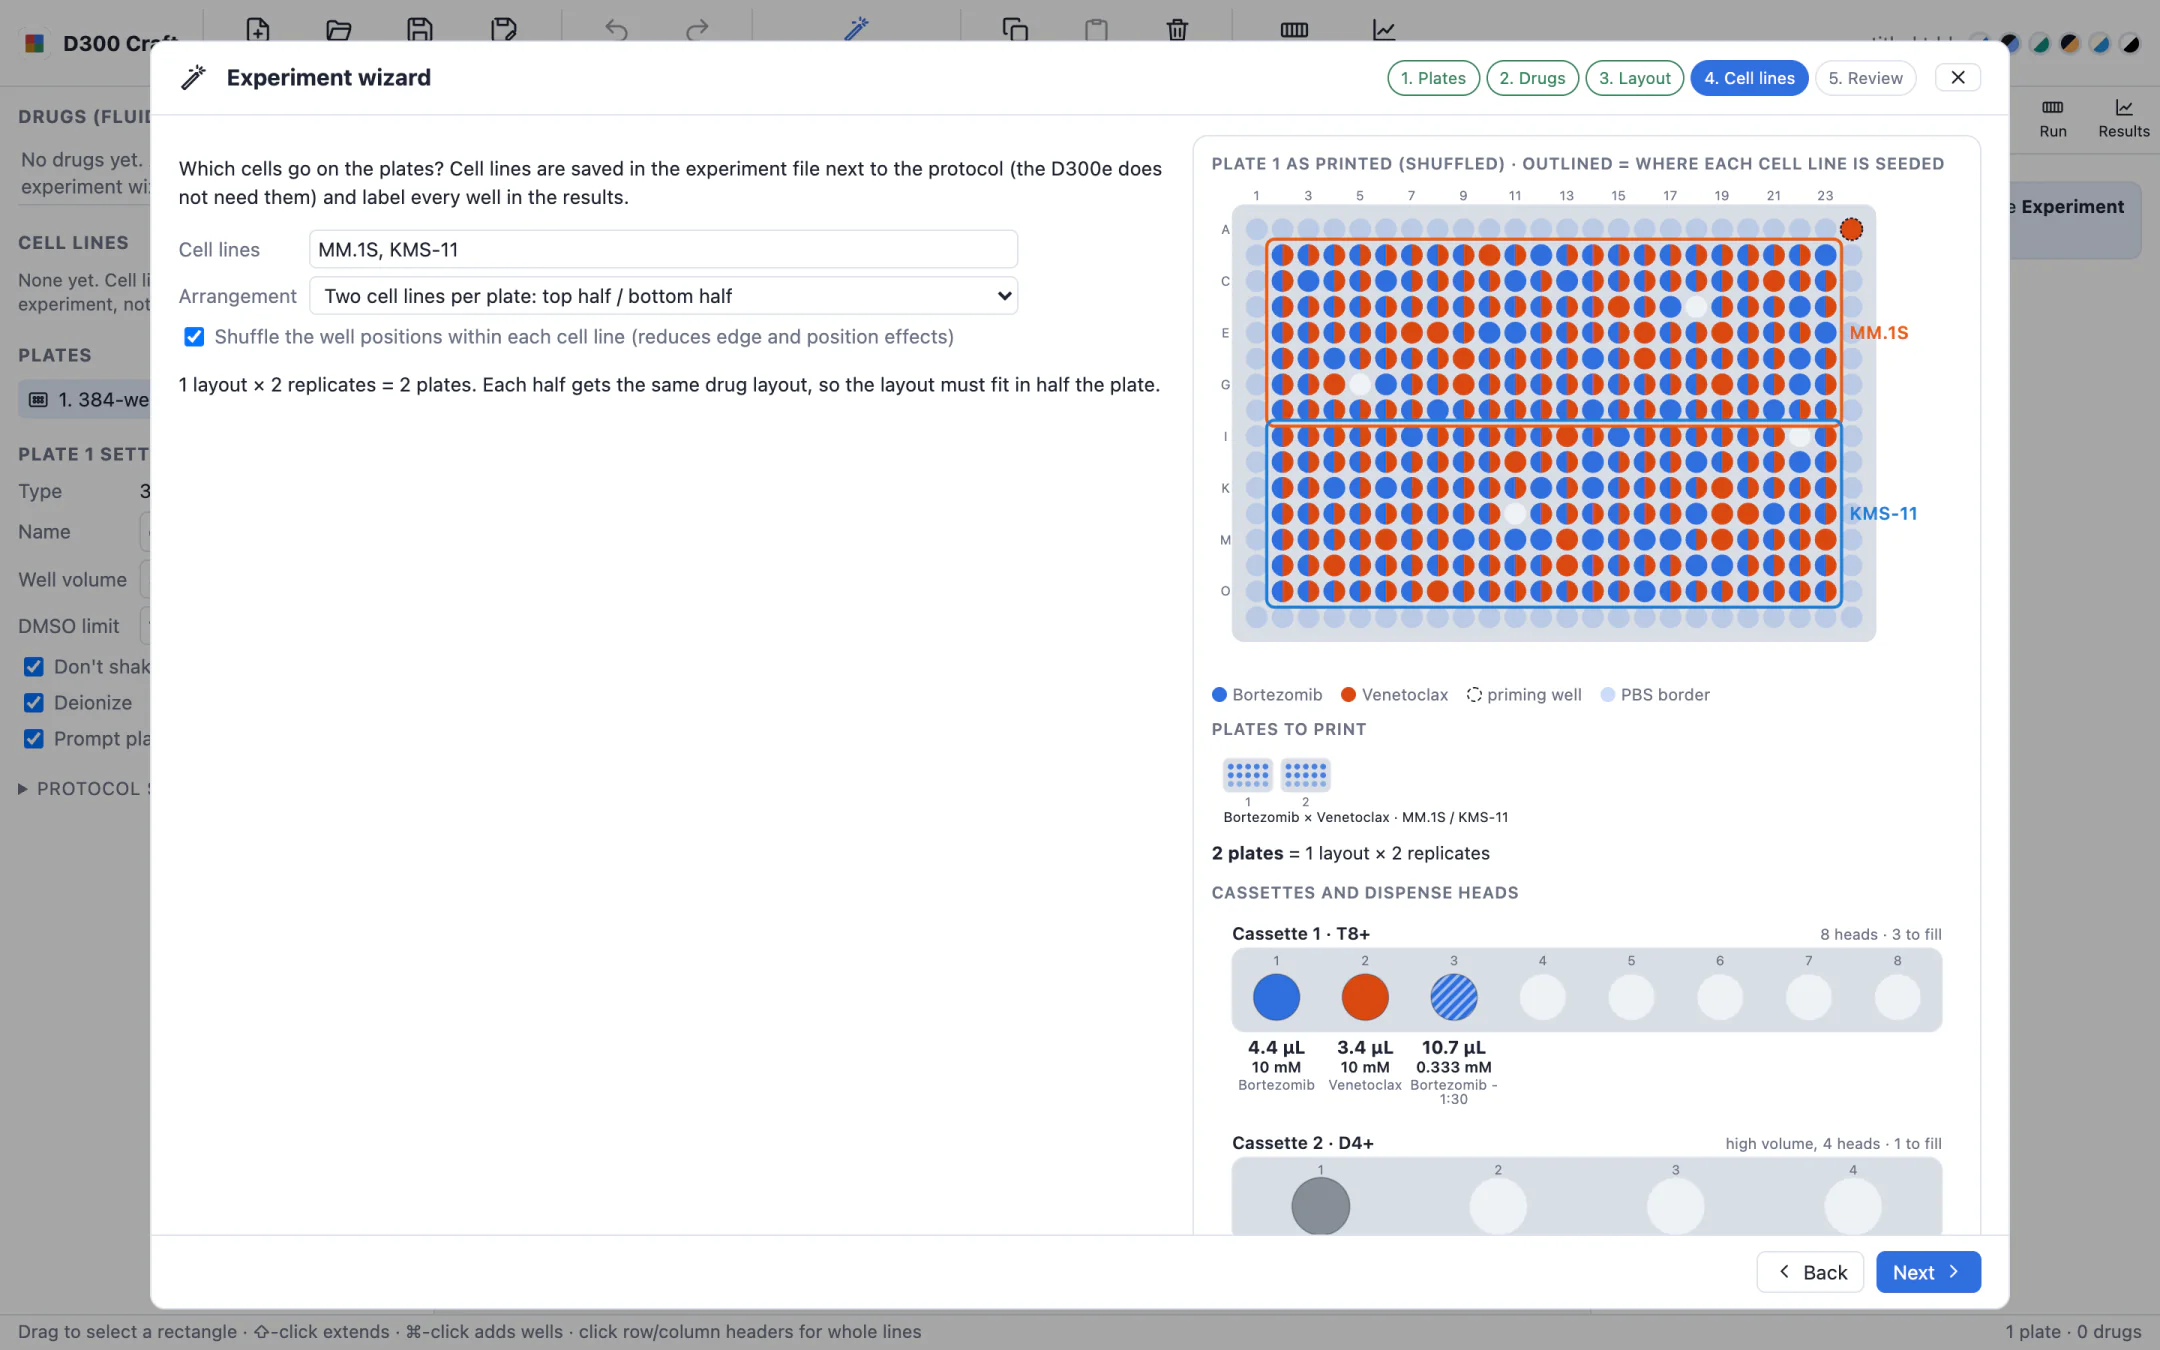 D300 Craft
Experiment wizard
1. Plates
2. Drugs
3. Layout
4. Cell lines
5. Review
DRUGS (FLUID
No drugs yet.
experiment wi
CELL LINES
None yet. Cell li
experiment, not
PLATES
1. 384-we
PLATE 1 SETT
Type 3
Name
Well volume
DMSO limit
Don't shak
Deionize
Prompt pla
PROTOCOL S
Run
Results
e Experiment
Which cells go on the plates? Cell lines are saved in the experiment file next to the protocol (the D300e does
not need them) and label every well in the results.
Cell lines MM.1S, KMS-11
Arrangement Two cell lines per plate: top half / bottom half
Shuffle the well positions within each cell line (reduces edge and position effects)
1 layout × 2 replicates = 2 plates. Each half gets the same drug layout, so the layout must fit in half the plate.
PLATE 1 AS PRINTED (SHUFFLED) · OUTLINED = WHERE EACH CELL LINE IS SEEDED
1 3 5 7 9 11 13 15 17 19 21 23
A
C
E
MM.1S
G
I
K
KMS-11
M
O
Bortezomib Venetoclax priming well PBS border
PLATES TO PRINT
1 2
Bortezomib × Venetoclax · MM.1S / KMS-11
2 plates = 1 layout × 2 replicates
CASSETTES AND DISPENSE HEADS
Cassette 1 · T8+ 8 heads · 3 to fill
1 2 3 4 5 6 7 8
4.4 µL 3.4 µL 10.7 µL
10 mM 10 mM 0.333 mM
Bortezomib Venetoclax Bortezomib -
1:30
Cassette 2 · D4+ high volume, 4 heads · 1 to fill
1 2 3 4
Back
Next
Drag to select a rectangle · ⇧-click extends · ⌘-click adds wells · click row/column headers for whole lines
1 plate · 0 drugs